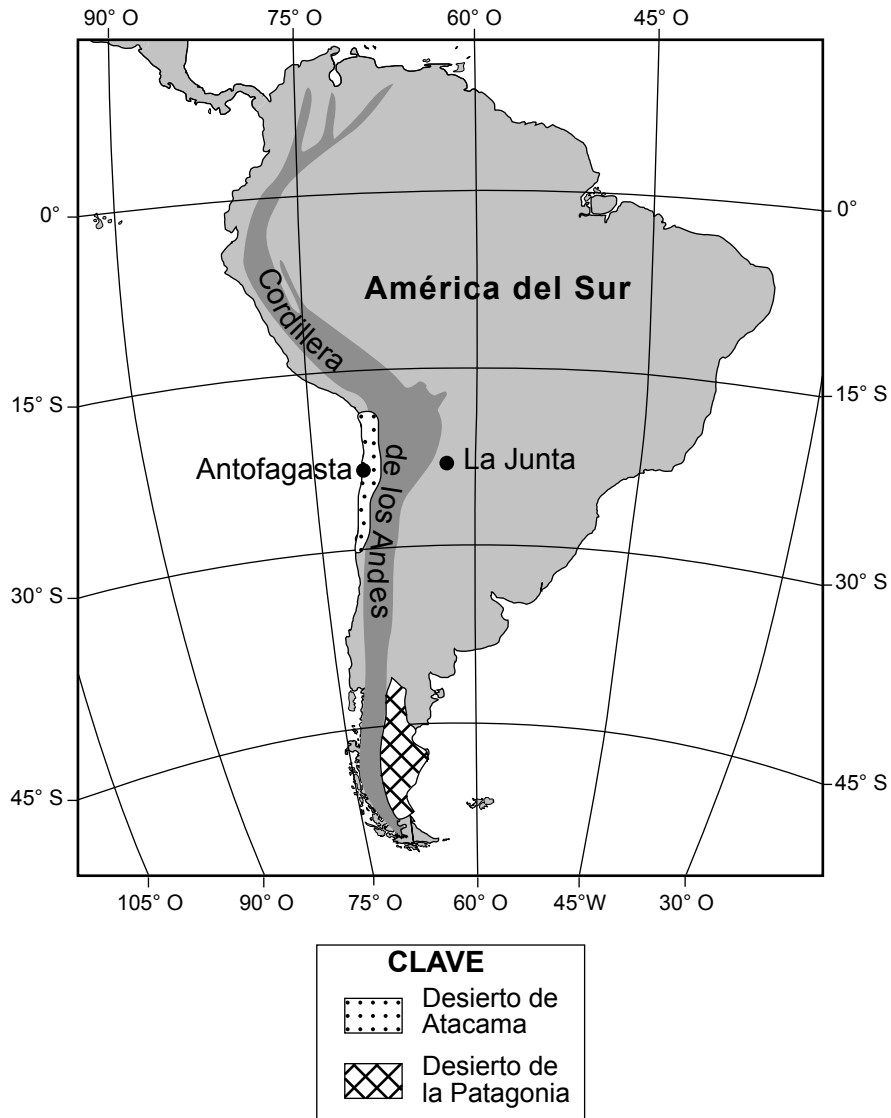 90° O 75° O 60° O 45° O
0° 0°
América del Sur
Cordillera
15° S 15° S
de los Andes
Antofagasta La Junta
30° S 30° S
45° S 45° S
105° O 90° O 75° O 60° O 45°W 30° O
CLAVE
Desierto de
Atacama
Desierto de
la Patagonia